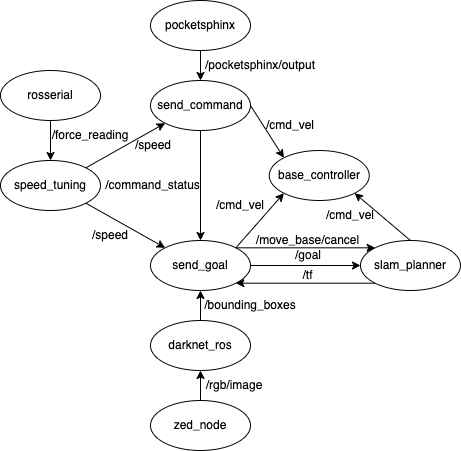 pocketsphinx
/pocketsphinx/output
rosserial
send_command
/force_reading
/cmd_vel
/speed
speed_tuning
/command_status
base_controller
/cmd_vel
/cmd_vel
/speed
/move_base/cancel
/goal
send_goal
slam_planner
/tf
/bounding_boxes
darknet_ros
/rgb/image
zed_node